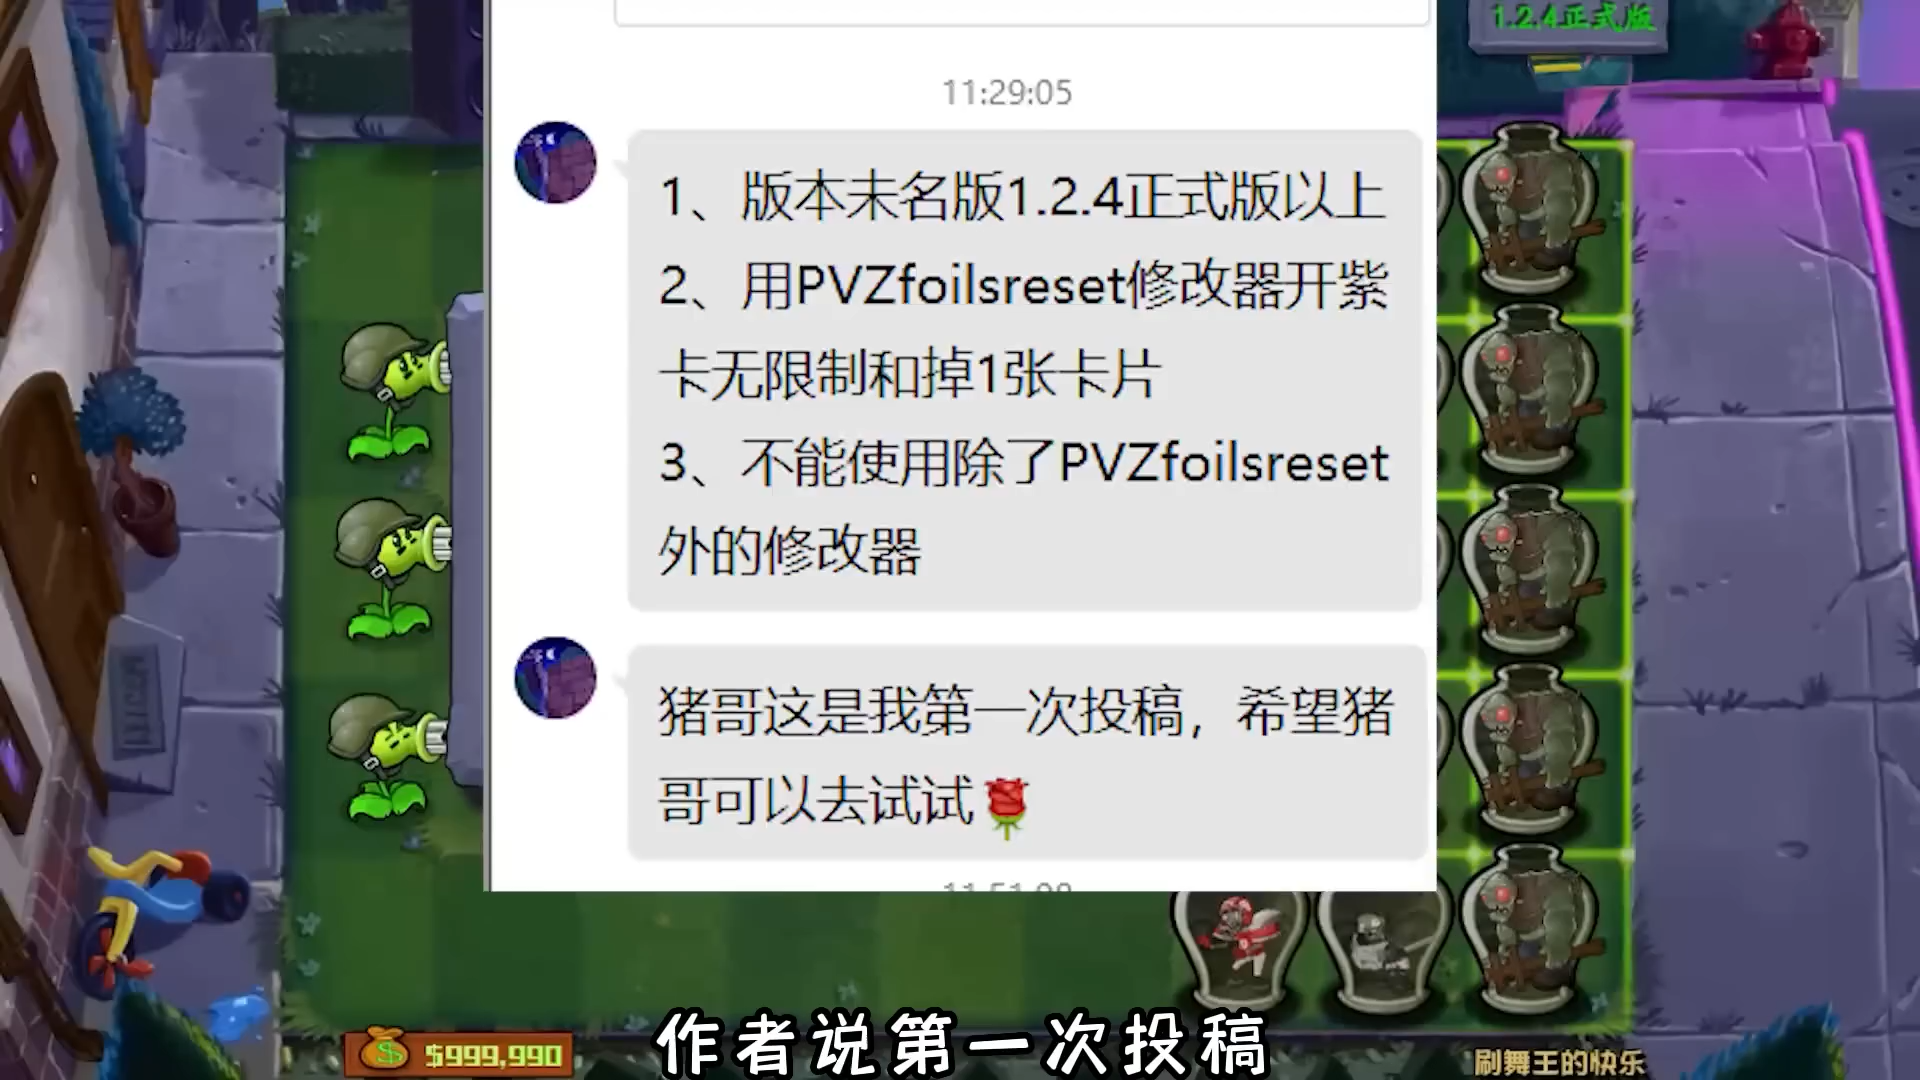 1.2.4正式版
11:29:05
1、版本未名版1.2.4正式版以上
2、用PVZfoilsreset修改器开紫
卡无限制和掉1张卡片
3、不能使用除了PVZfoilsreset
外的修改器
猪哥这是我第一次投稿，希望猪
哥可以去试试
$999,990
作者说第一次投稿
刷舞王的快乐